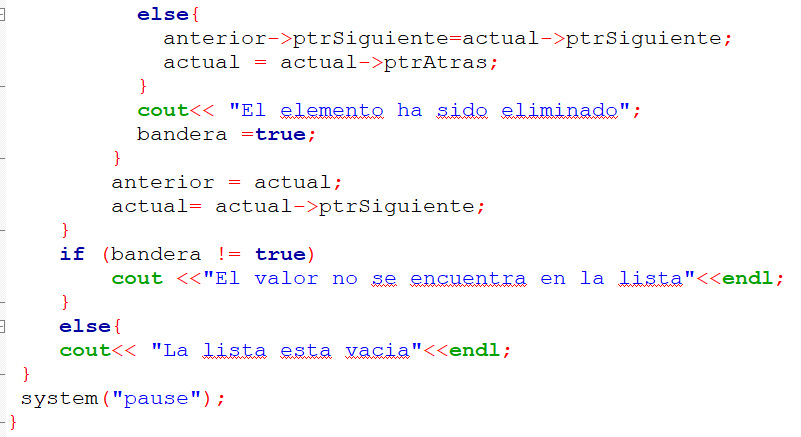 else{
anterior->ptrSiguiente=actual->ptrSiguiente;
actual = actual->ptrAtras;
}
cout<< "El elemento ha sido eliminado";
bandera =true;
}
anterior = actual;
actual= actual->ptrSiguiente;
}
if (bandera != true)
cout <<"El valor no se encuentra en la lista"<<endl;
}
else{
cout<< "La lista esta vacia"<<endl;
}
system("pause");
}